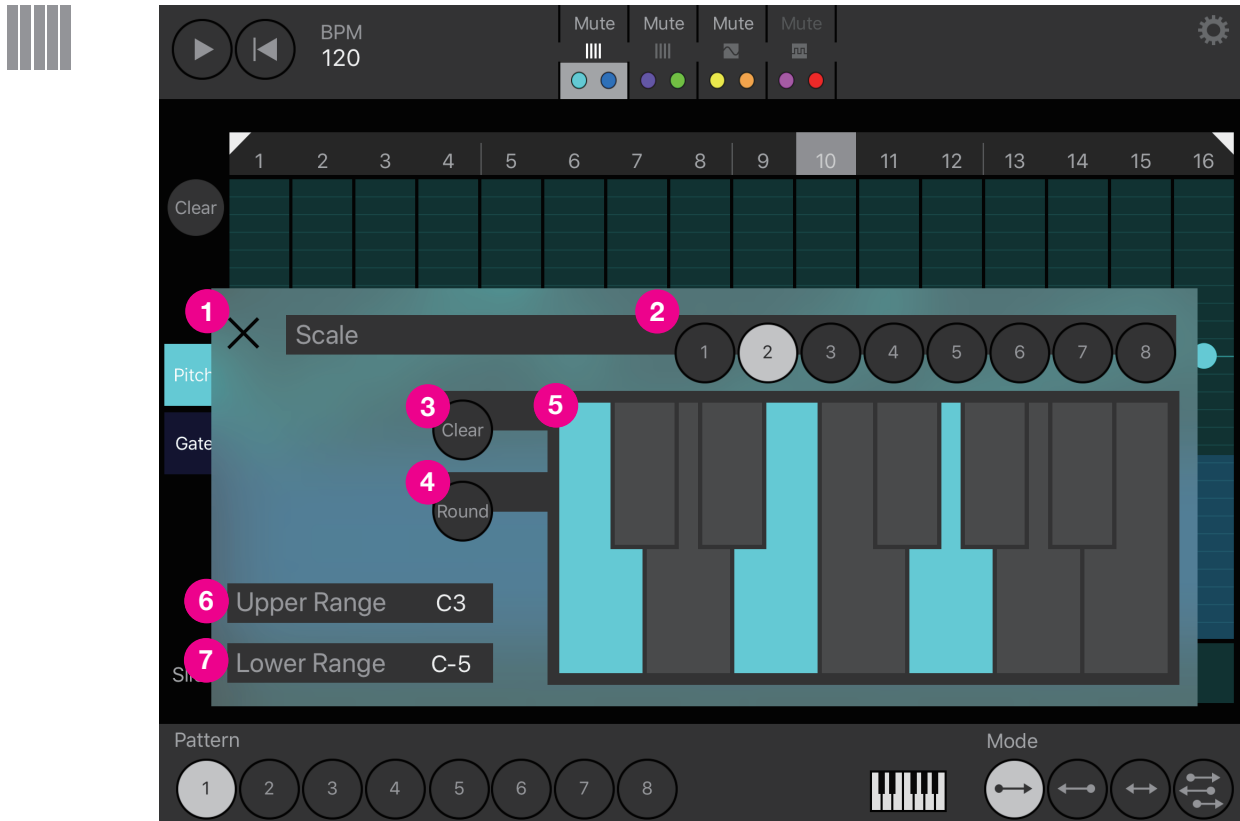 BPM
120
Mute Mute Mute Mute
1 2 3 4 5 6 7 8 9 10 11 12 13 14 15 16
Clear
1
2
Scale
1 2 3 4 5 6 7 8
Pitch
3
Clear
5
Gate
4
Round
6
Upper Range C3
7
Lower Range C-5
Pattern
1 2 3 4 5 6 7 8
Mode